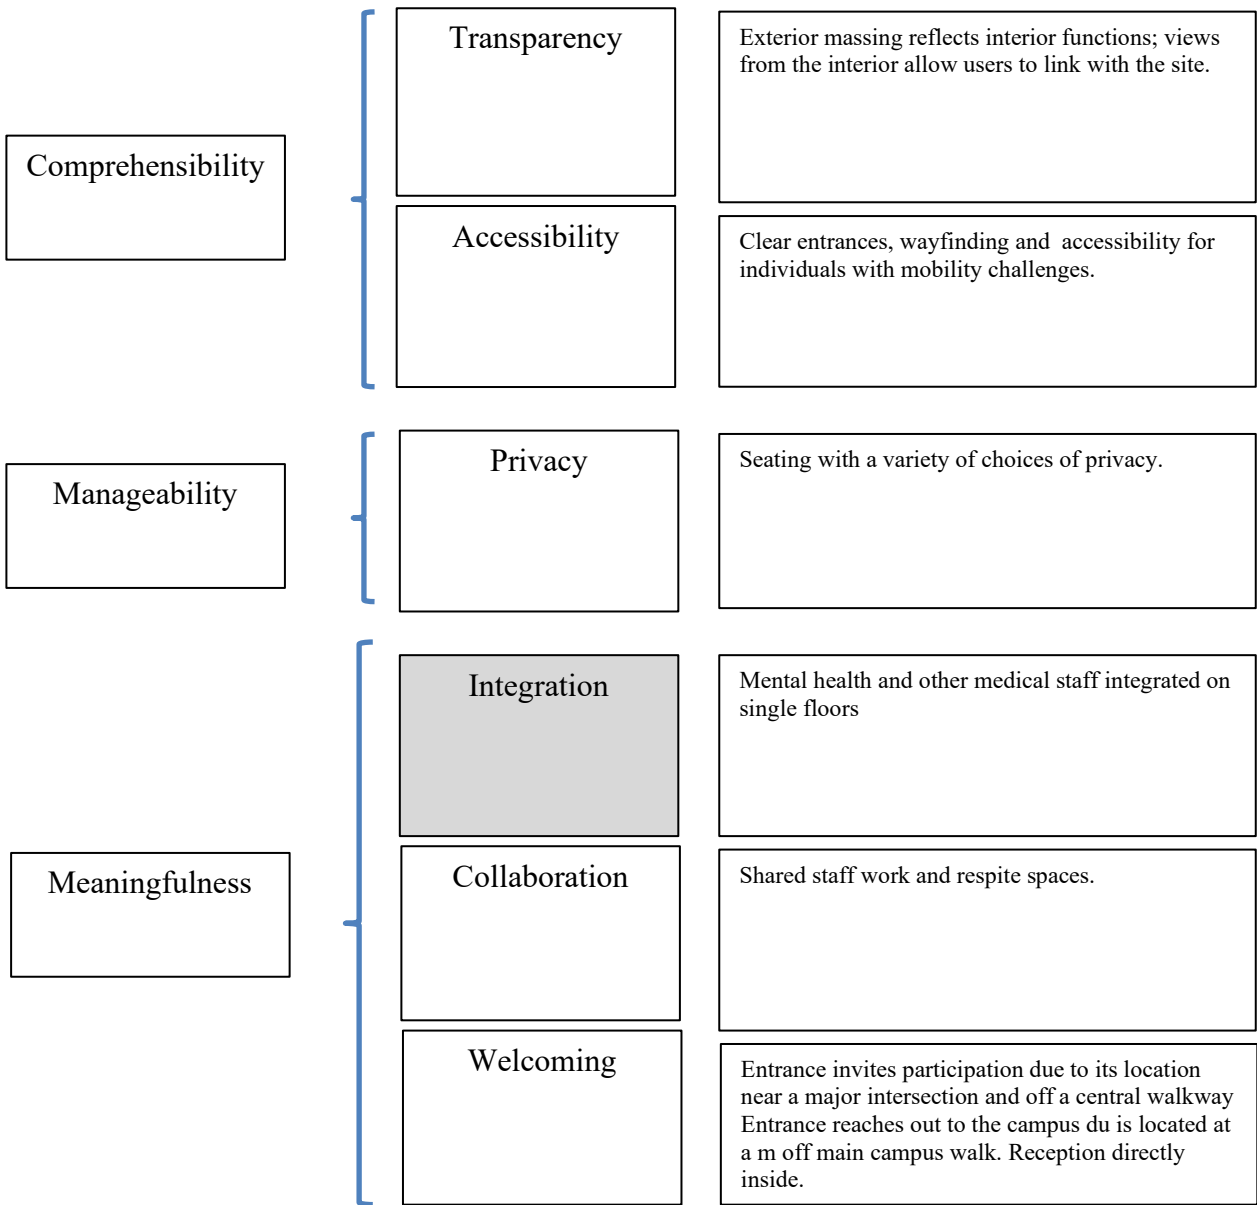 Comprehensibility
Transparency
Exterior massing reflects interior functions; views
from the interior allow users to link with the site.
Accessibility
Clear entrances, wayfinding and  accessibility for
individuals with mobility challenges.
Manageability
Privacy
Seating with a variety of choices of privacy.
Meaningfulness
Integration
Mental health and other medical staff integrated on
single floors
Collaboration
Shared staff work and respite spaces.
Welcoming
Entrance invites participation due to its location
near a major intersection and off a central walkway
Entrance reaches out to the campus du is located at
a m off main campus walk. Reception directly
inside.